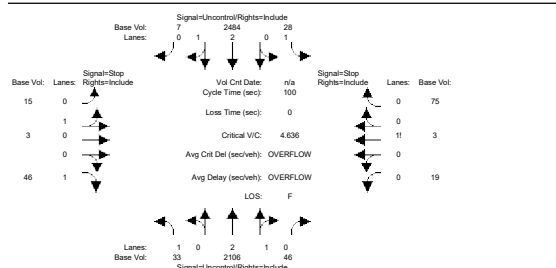 Signal=Uncontrol/Rights=Include
Base Vol: 7 2484 28
Lanes: 0 1 2 0 1
Signal=Stop
Base Vol: Lanes: Rights=Include
Vol Cnt Date: n/a
Signal=Stop
Rights=Include Lanes: Base Vol:
Cycle Time (sec): 100
15 0
0 75
Loss Time (sec): 0
1
0
3 0
Critical V/C: 4.636
1! 3
0
Avg Crit Del (sec/veh): OVERFLOW
0
46 1
Avg Delay (sec/veh): OVERFLOW
0 19
LOS: F
Lanes: 1 0 2 1 0
Base Vol: 33 2106 46
Signal=Uncontrol/Rights=Include